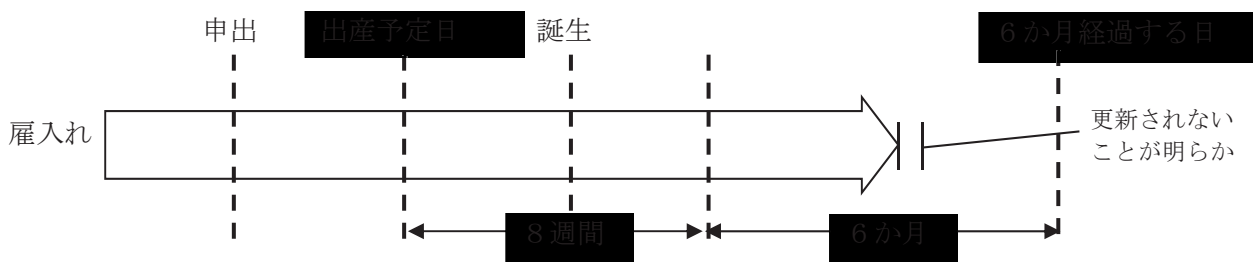 申出
出産予定日
誕生
６か月経過する日
雇入れ
更新されない
ことが明らか
８週間
６か月